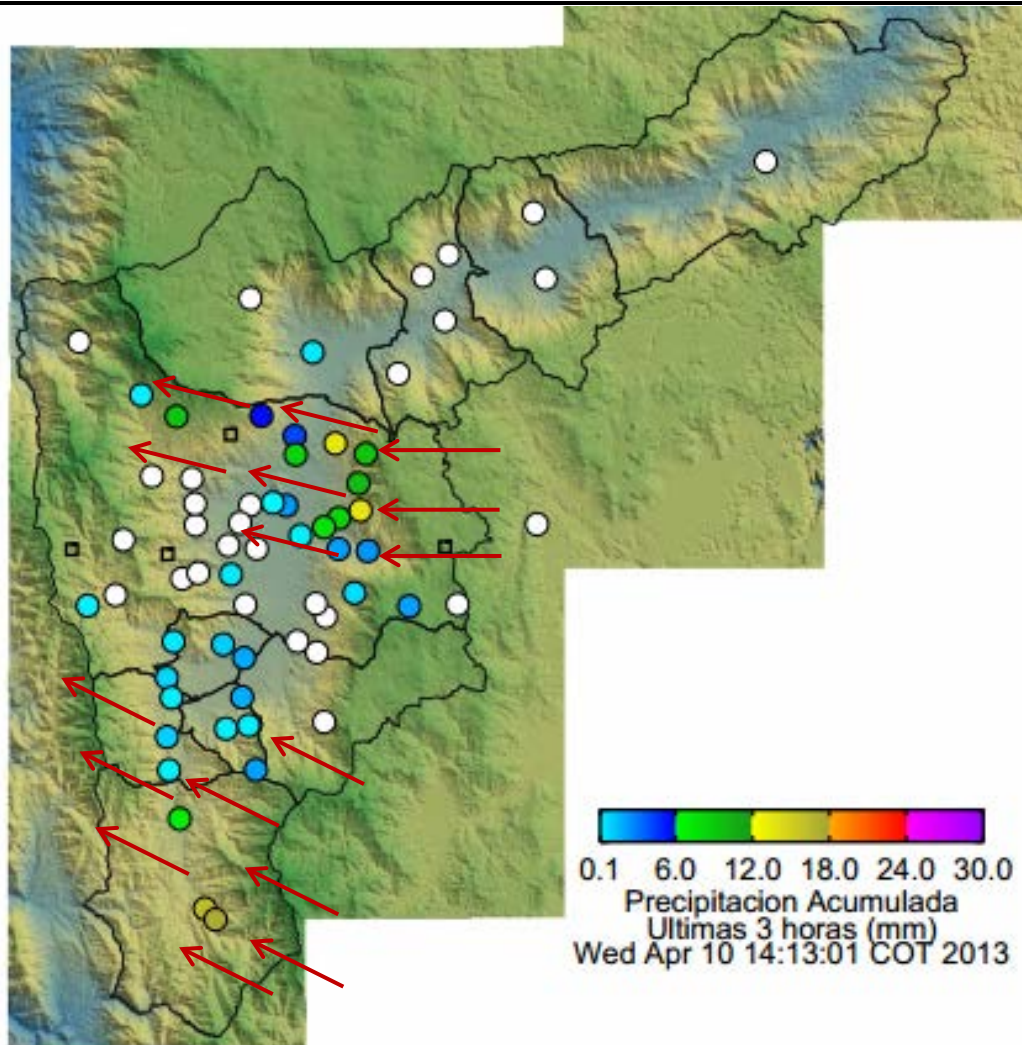 0.1 6.0 12.0 18.0 24.0 30.0
Precipitacion Acumulada
Ultimas 3 horas (mm)
Wed Apr 10 14:13:01 COT 2013